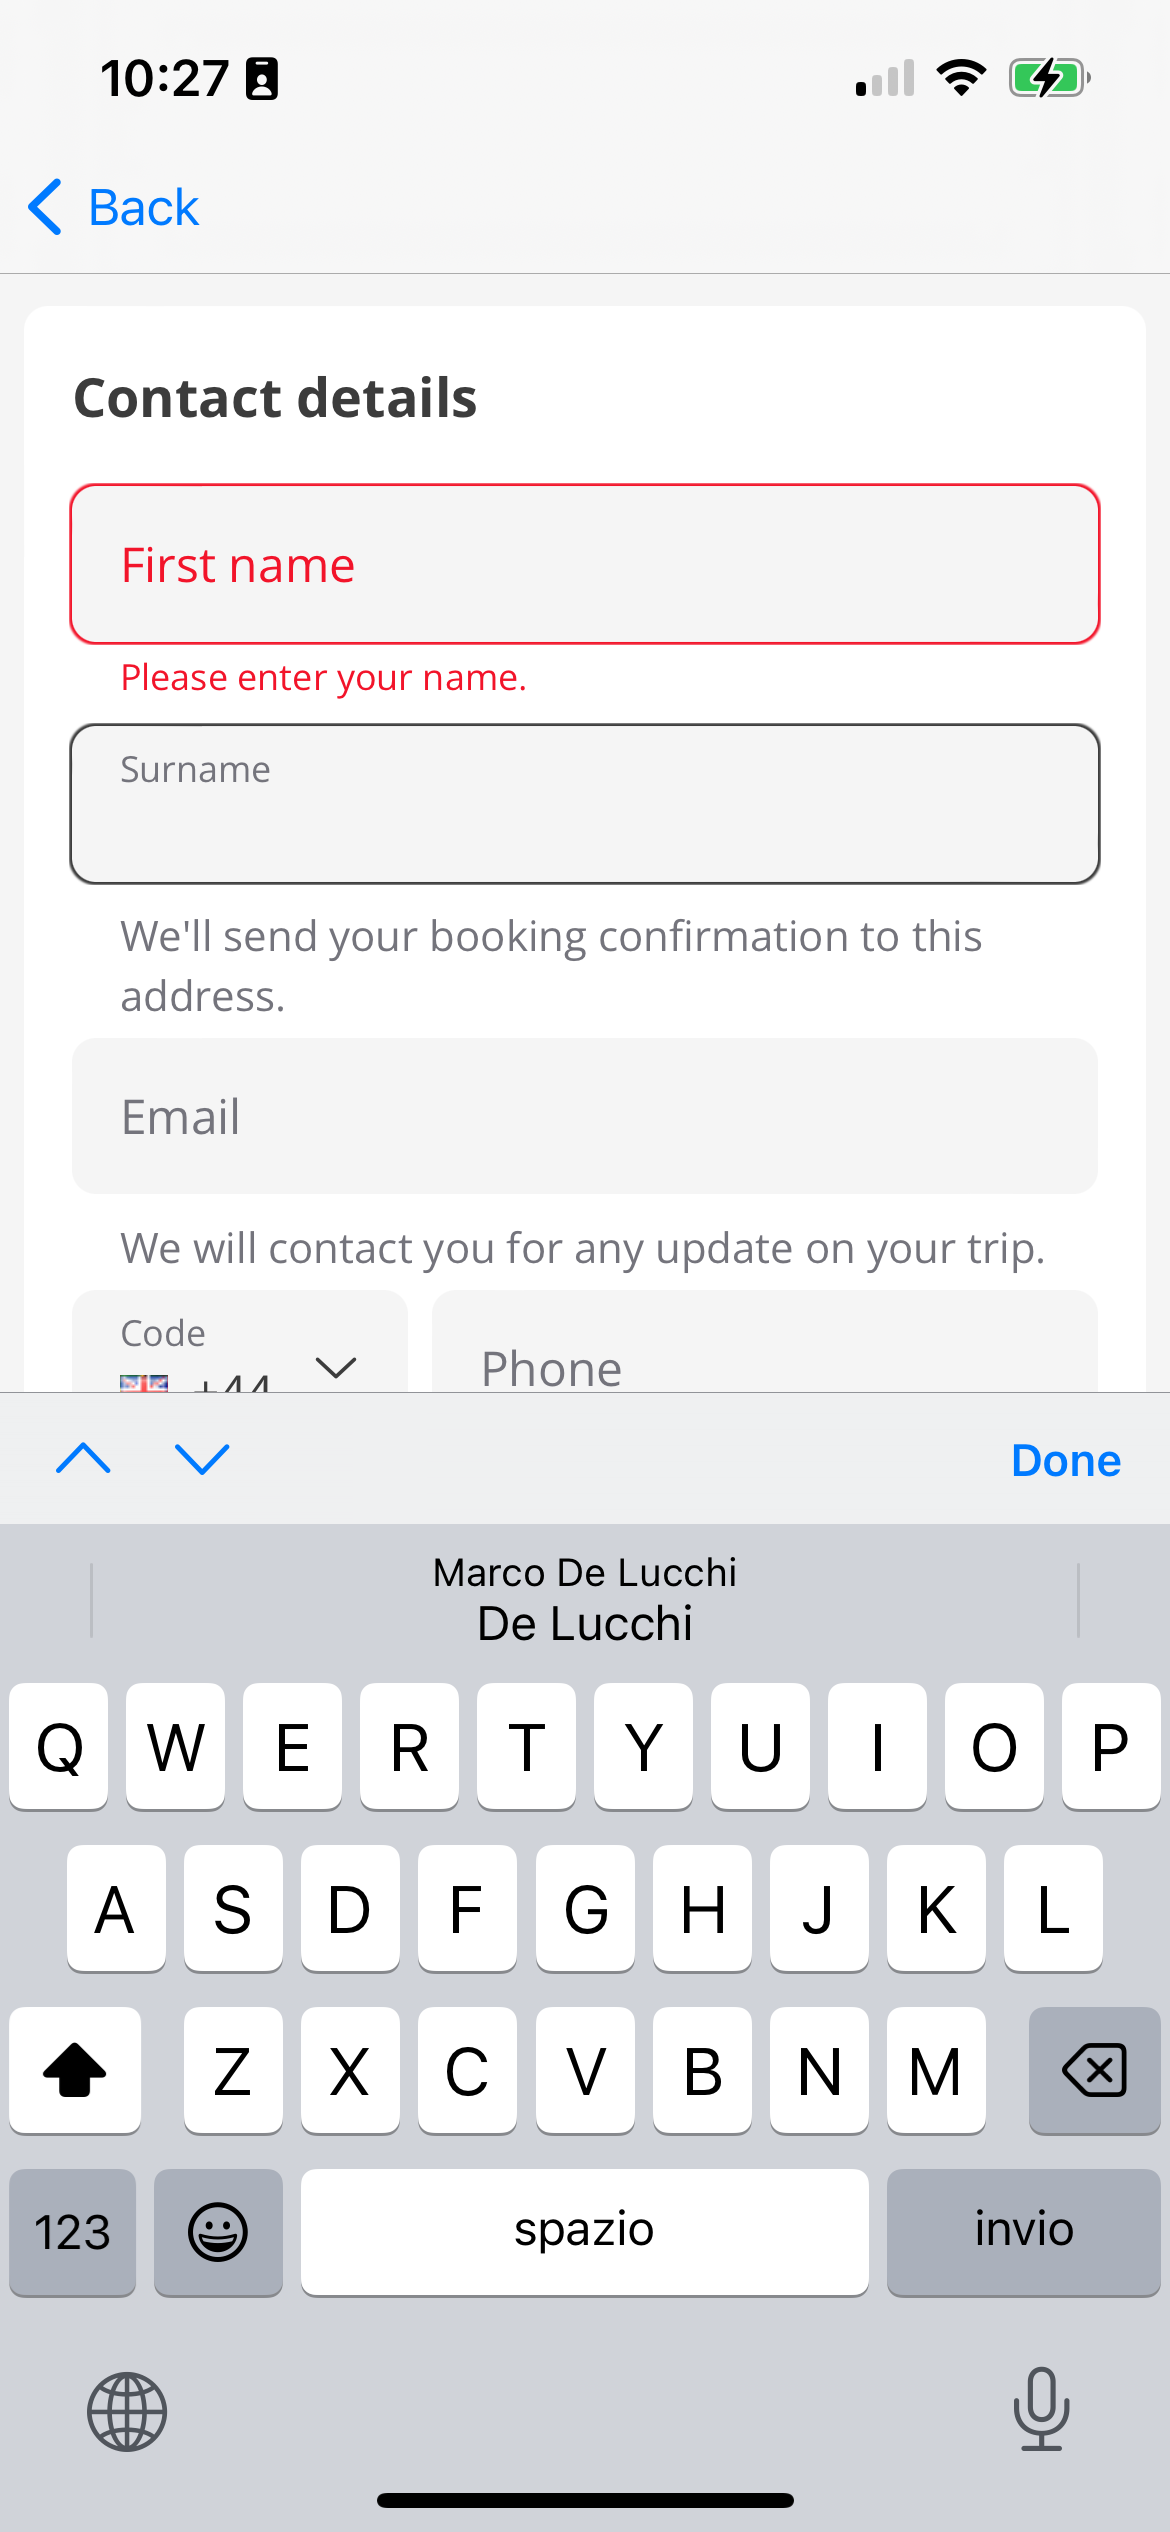 10:27
Back
Contact details
First name
Please enter your name.
Surname
We'll send your booking confirmation to this
address.
Email
We will contact you for any update on your trip.
Code
+44
Phone
Done
Marco De Lucchi
De Lucchi
Q W E R T Y U I O P
A S D F G H J K L
Z X C V B N M
123 spazio invio